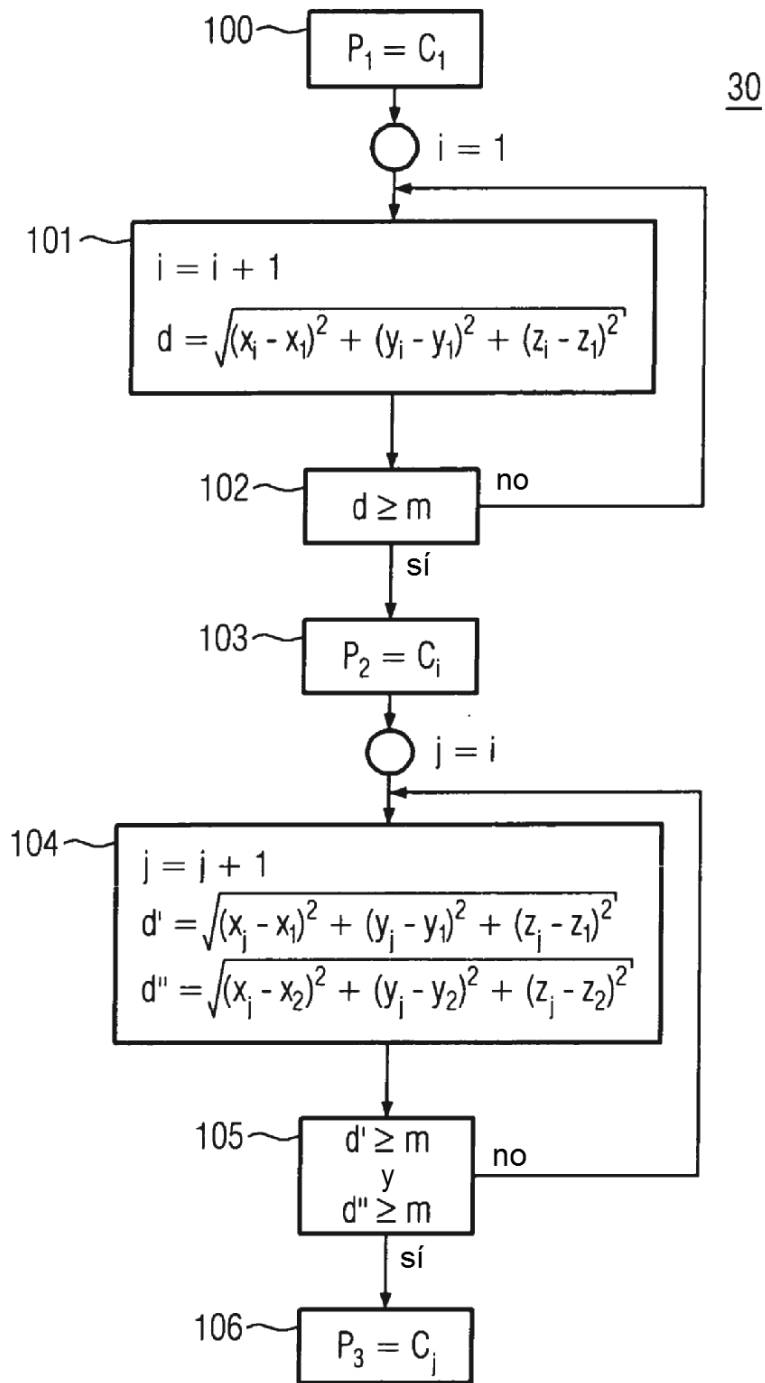 100
P₁ = C₁
30
i = 1
101
i = i + 1
d = √(xᵢ - x₁)² + (yᵢ - y₁)² + (zᵢ - z₁)²
102
d ≥ m
no
sí
103
P₂ = Cᵢ
j = i
104
j = j + 1
d' = √(xⱼ - x₁)² + (yⱼ - y₁)² + (zⱼ - z₁)²
d'' = √(xⱼ - x₂)² + (yⱼ - y₂)² + (zⱼ - z₂)²
105
d' ≥ m
y
d'' ≥ m
no
sí
106
P₃ = Cⱼ